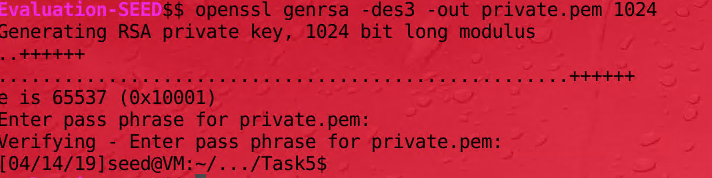 Evaluation-SEED$$ openssl genrsa -des3 -out private.pem 1024
Generating RSA private key, 1024 bit long modulus
..++++++
.....................................................++++++
e is 65537 (0x10001)
Enter pass phrase for private.pem:
Verifying - Enter pass phrase for private.pem:
[04/14/19]seed@VM:~/.../Task5$